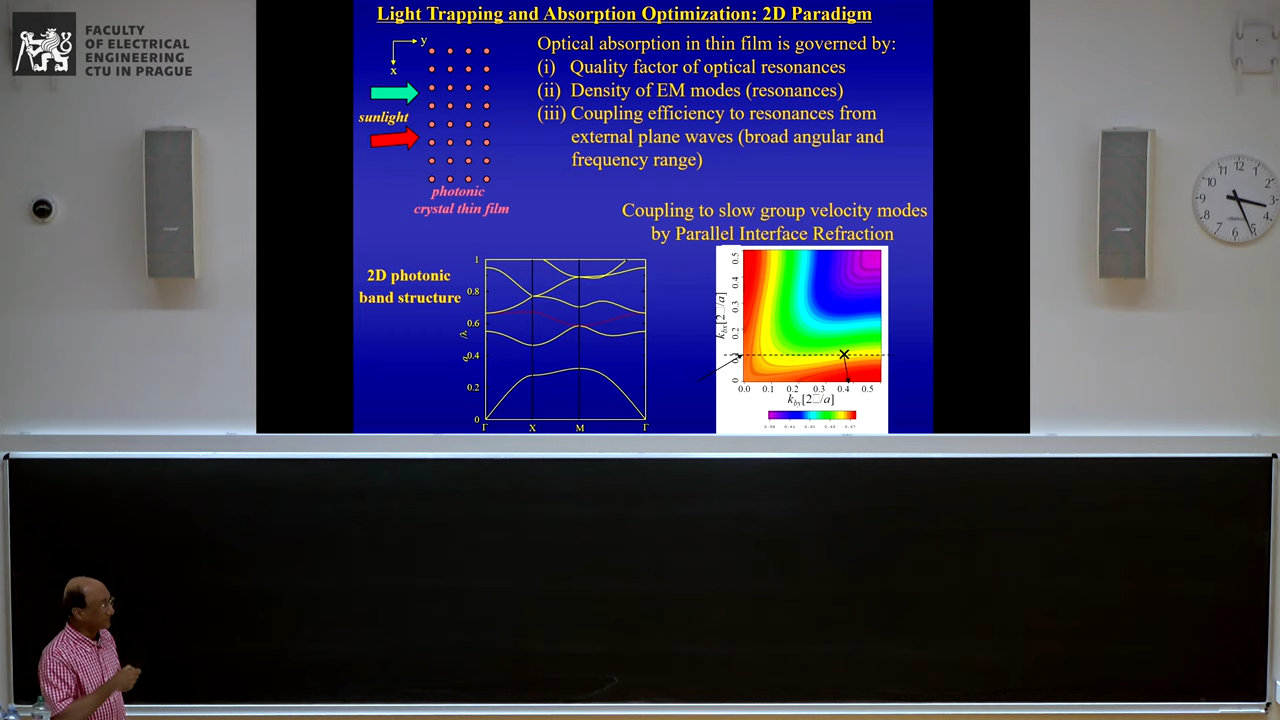 FACULTY
OF ELECTRICAL
ENGINEERING
CTU IN PRAGUE
Light Trapping and Absorption Optimization: 2D Paradigm
y
x
sunlight
photonic
crystal thin film
Optical absorption in thin film is governed by:
(i) Quality factor of optical resonances
(ii) Density of EM modes (resonances)
(iii) Coupling efficiency to resonances from
external plane waves (broad angular and
frequency range)
Coupling to slow group velocity modes
by Parallel Interface Refraction
2D photonic
band structure
1
0.8
0.6
0.4
0.2
0
Γ X M Γ
0.5
0.4
0.3
0.2
0
0.0 0.1 0.2 0.3 0.4 0.5
12 1 2 3 4 5 6 7 8 9 10 11